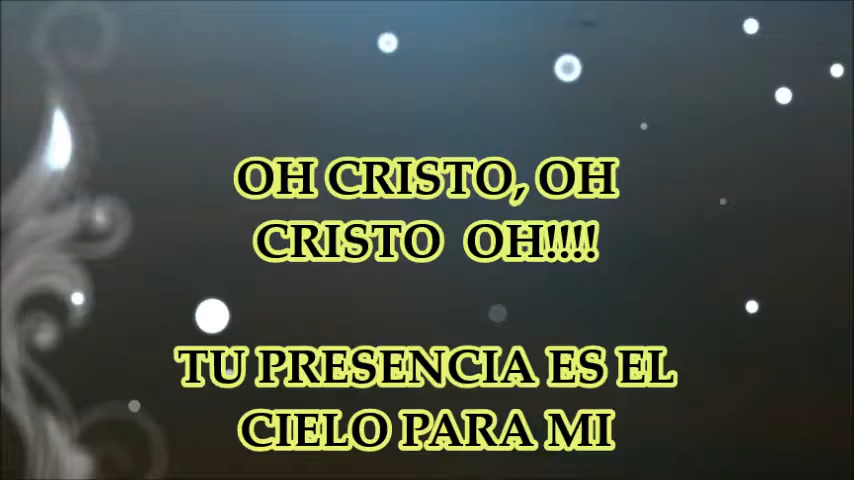 OH CRISTO, OH
CRISTO  OH!!!!
TU PRESENCIA ES EL
CIELO PARA MI